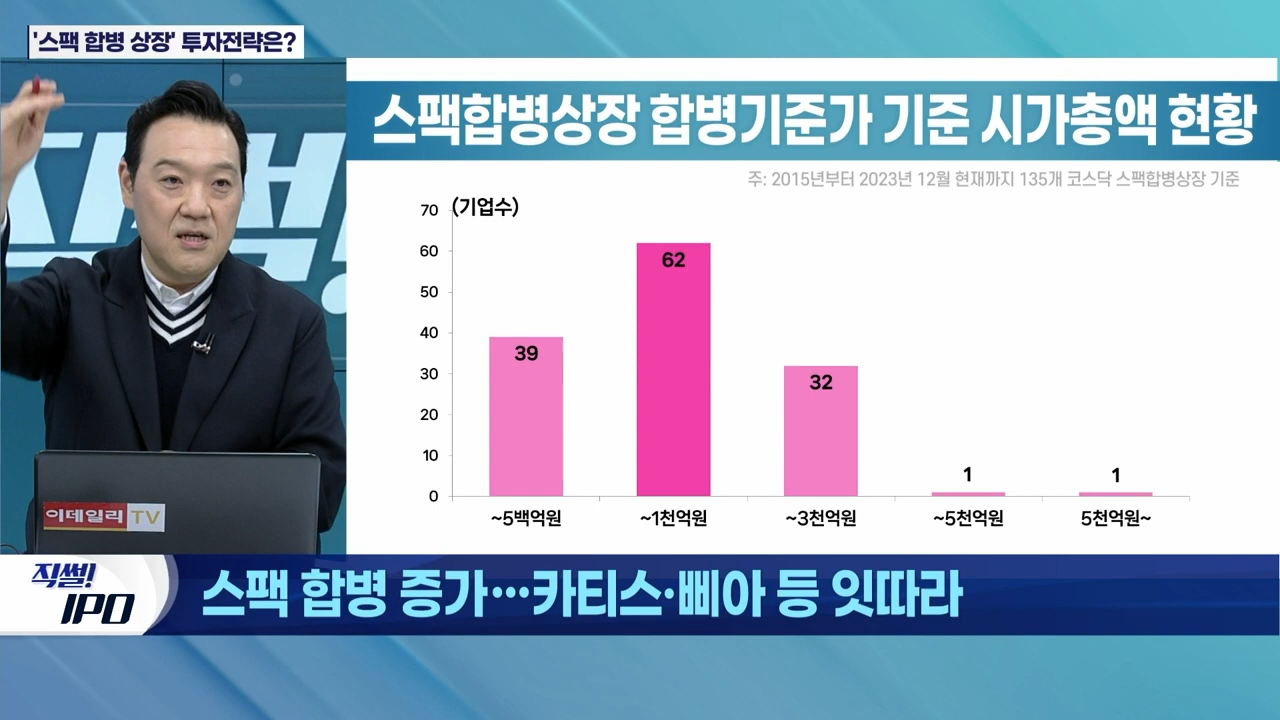 '스팩 합병 상장' 투자전략은?
스팩합병상장 합병기준가 기준 시가총액 현황
주: 2015년부터 2023년 12월 현재까지 135개 코스닥 스팩합병상장 기준
(기업수)
70
60
50
40
30
20
10
0
39
62
32
1
1
~5백억원
~1천억원
~3천억원
~5천억원
5천억원~
직썰!
이데일리 TV
직썰!
IPO
스팩 합병 증가…카티스·삐아 등 잇따라